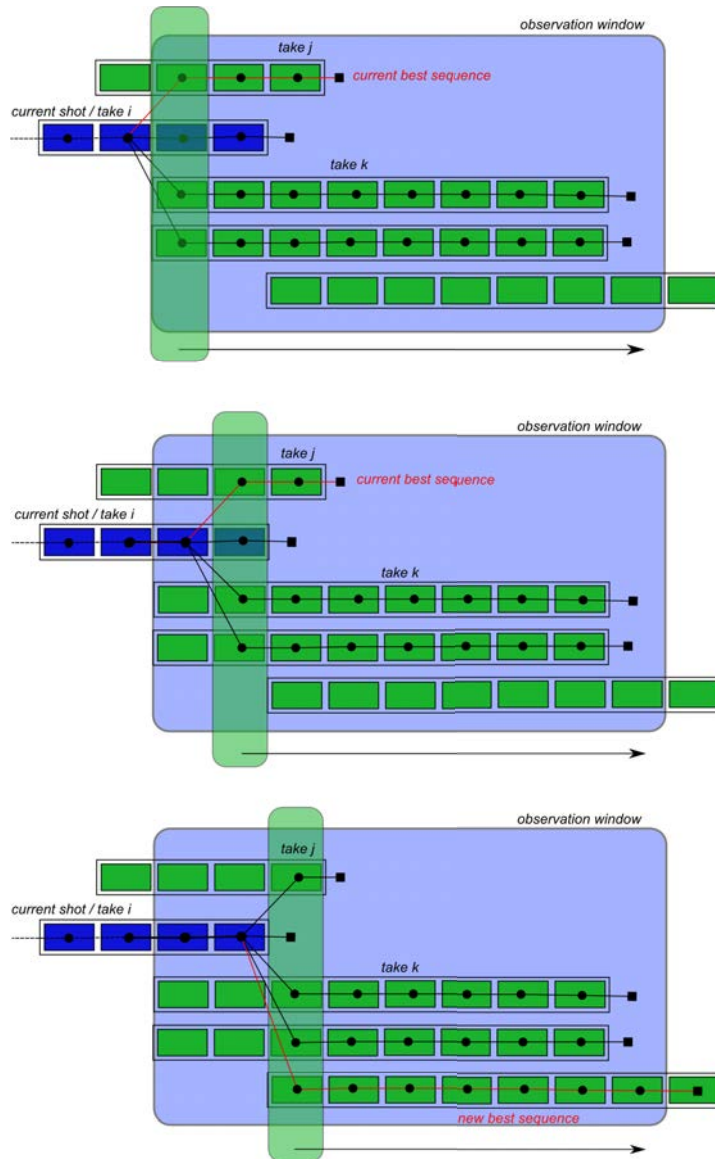 observation window
take j
current best sequence
current shot / take i
take k
observation window
take j
current best sequence
current shot / take i
take k
observation window
take j
current shot / take i
take k
new best sequence